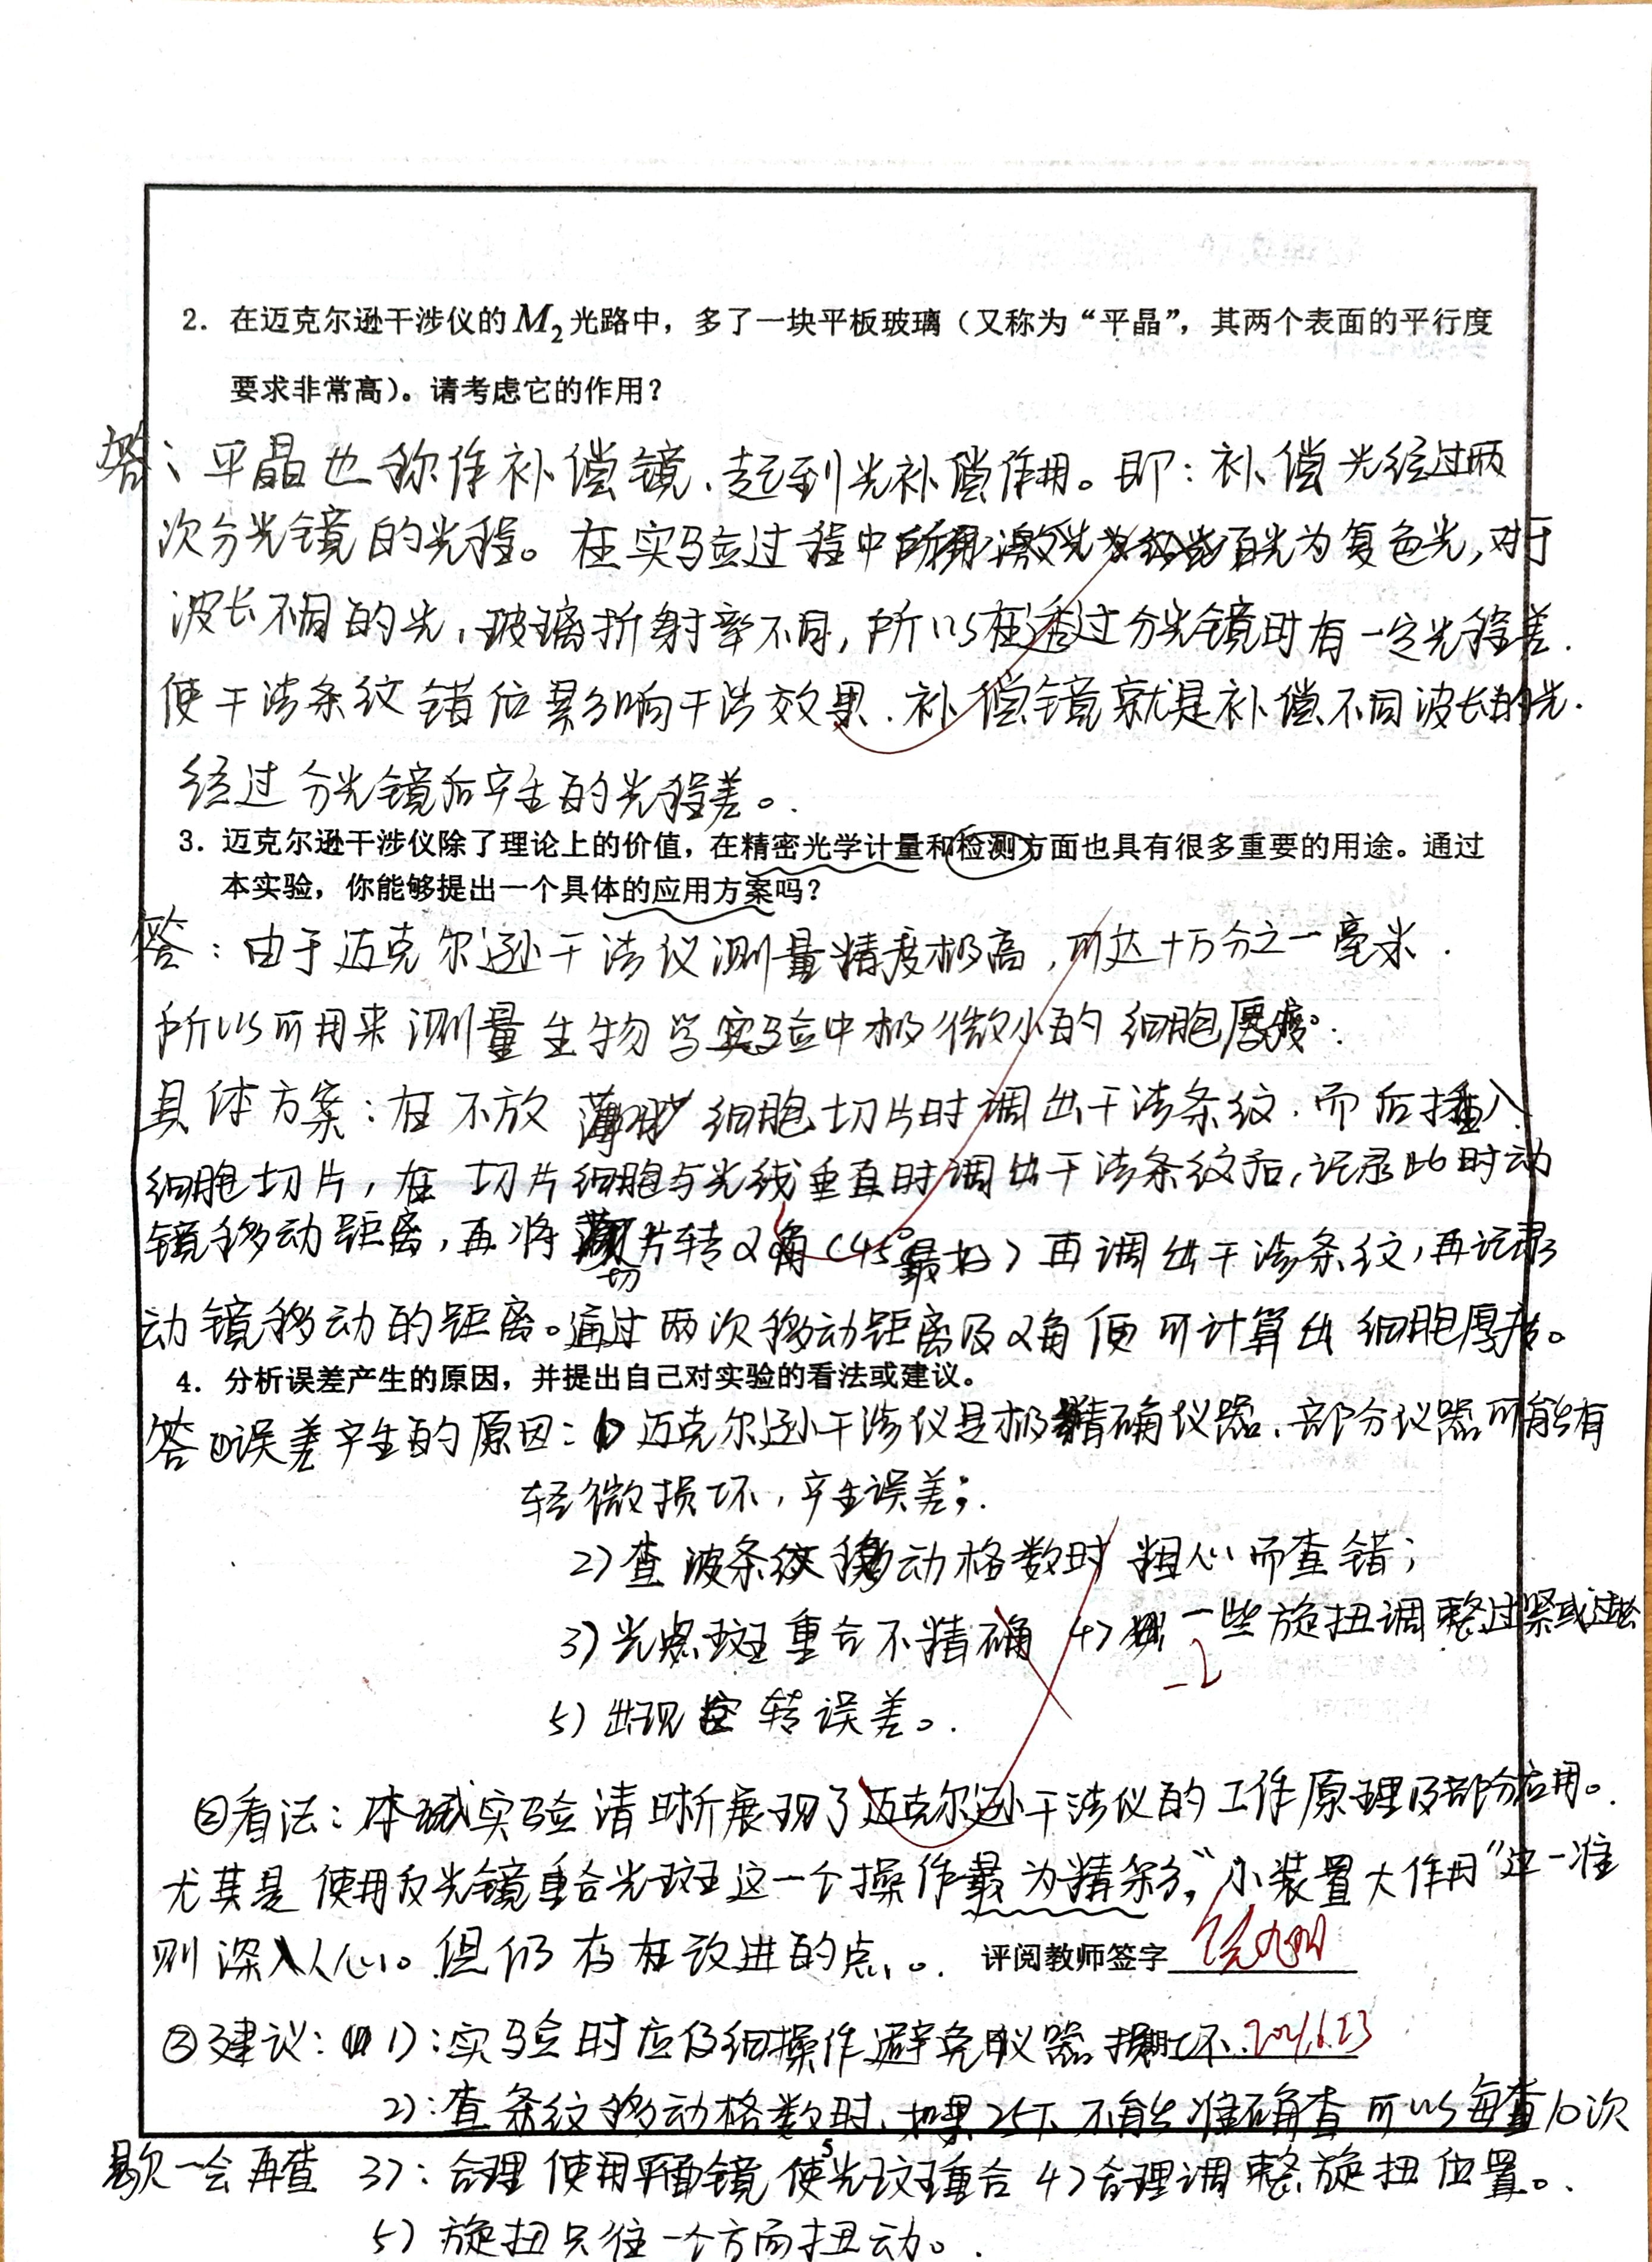 2. 在迈克尔逊干涉仪的M₂光路中，多了一块平板玻璃（又称为“平晶”，其两个表面的平行度
要求非常高）。请考虑它的作用？
答：平晶也称作补偿镜，起到光补偿作用。即：补偿光经过两
次分光镜的光程。在实验过程中所用百光为复色光，对于
波长不同的光，玻璃折射率不同，所以在透过分光镜时有一定光程差.
使干涉条纹错位影响干涉效果.补偿镜就是补偿不同波长的光.
经过分光镜后产生的光程差。
3. 迈克尔逊干涉仪除了理论上的价值，在精密光学计量和检测方面也具有很多重要的用途。通过
本实验，你能够提出一个具体的应用方案吗？
答：由于迈克尔逊干涉仪测量精度极高，可达十万分之一毫米.
所以可用来测量生物学实验中极微小的细胞厚度。
具体方案：在不放细胞切片时调出干涉条纹.而后插入
细胞切片，在切片细胞与光线垂直时调出干涉条纹后，记录此时动
镜移动距离，再将切片转α角（45°最好）再调出干涉条纹，再记录
动镜移动的距离。通过两次移动距离及α角便可计算出细胞厚度。
4. 分析误差产生的原因，并提出自己对实验的看法或建议。
答①误差产生的原因：1）迈克尔逊干涉仪是极精确仪器.部分仪器可能有
轻微损坏，产生误差；
2）查波条纹移动格数时粗心而查错；
3）光斑重合不精确 4）一些旋扭调整过紧或过松
-2
5）出现空转误差。
②看法：本实验清晰展现了迈克尔逊干涉仪的工作原理及部分应用。
尤其是使用反光镜重合光斑这一个操作最为精彩，“小装置大作用”这一准
则深入人心。但仍存在改进的点。 评阅教师签字
③建议：1）：实验时应仔细操作避免仪器损坏. 2021.6.23
2）：查条纹移动格数时，如果25下不能准确查可以每查10次
5
歇一会再查 3）：合理使用平面镜使光斑重合 4）合理调整旋扭位置。
5）旋扭只往一个方向扭动。